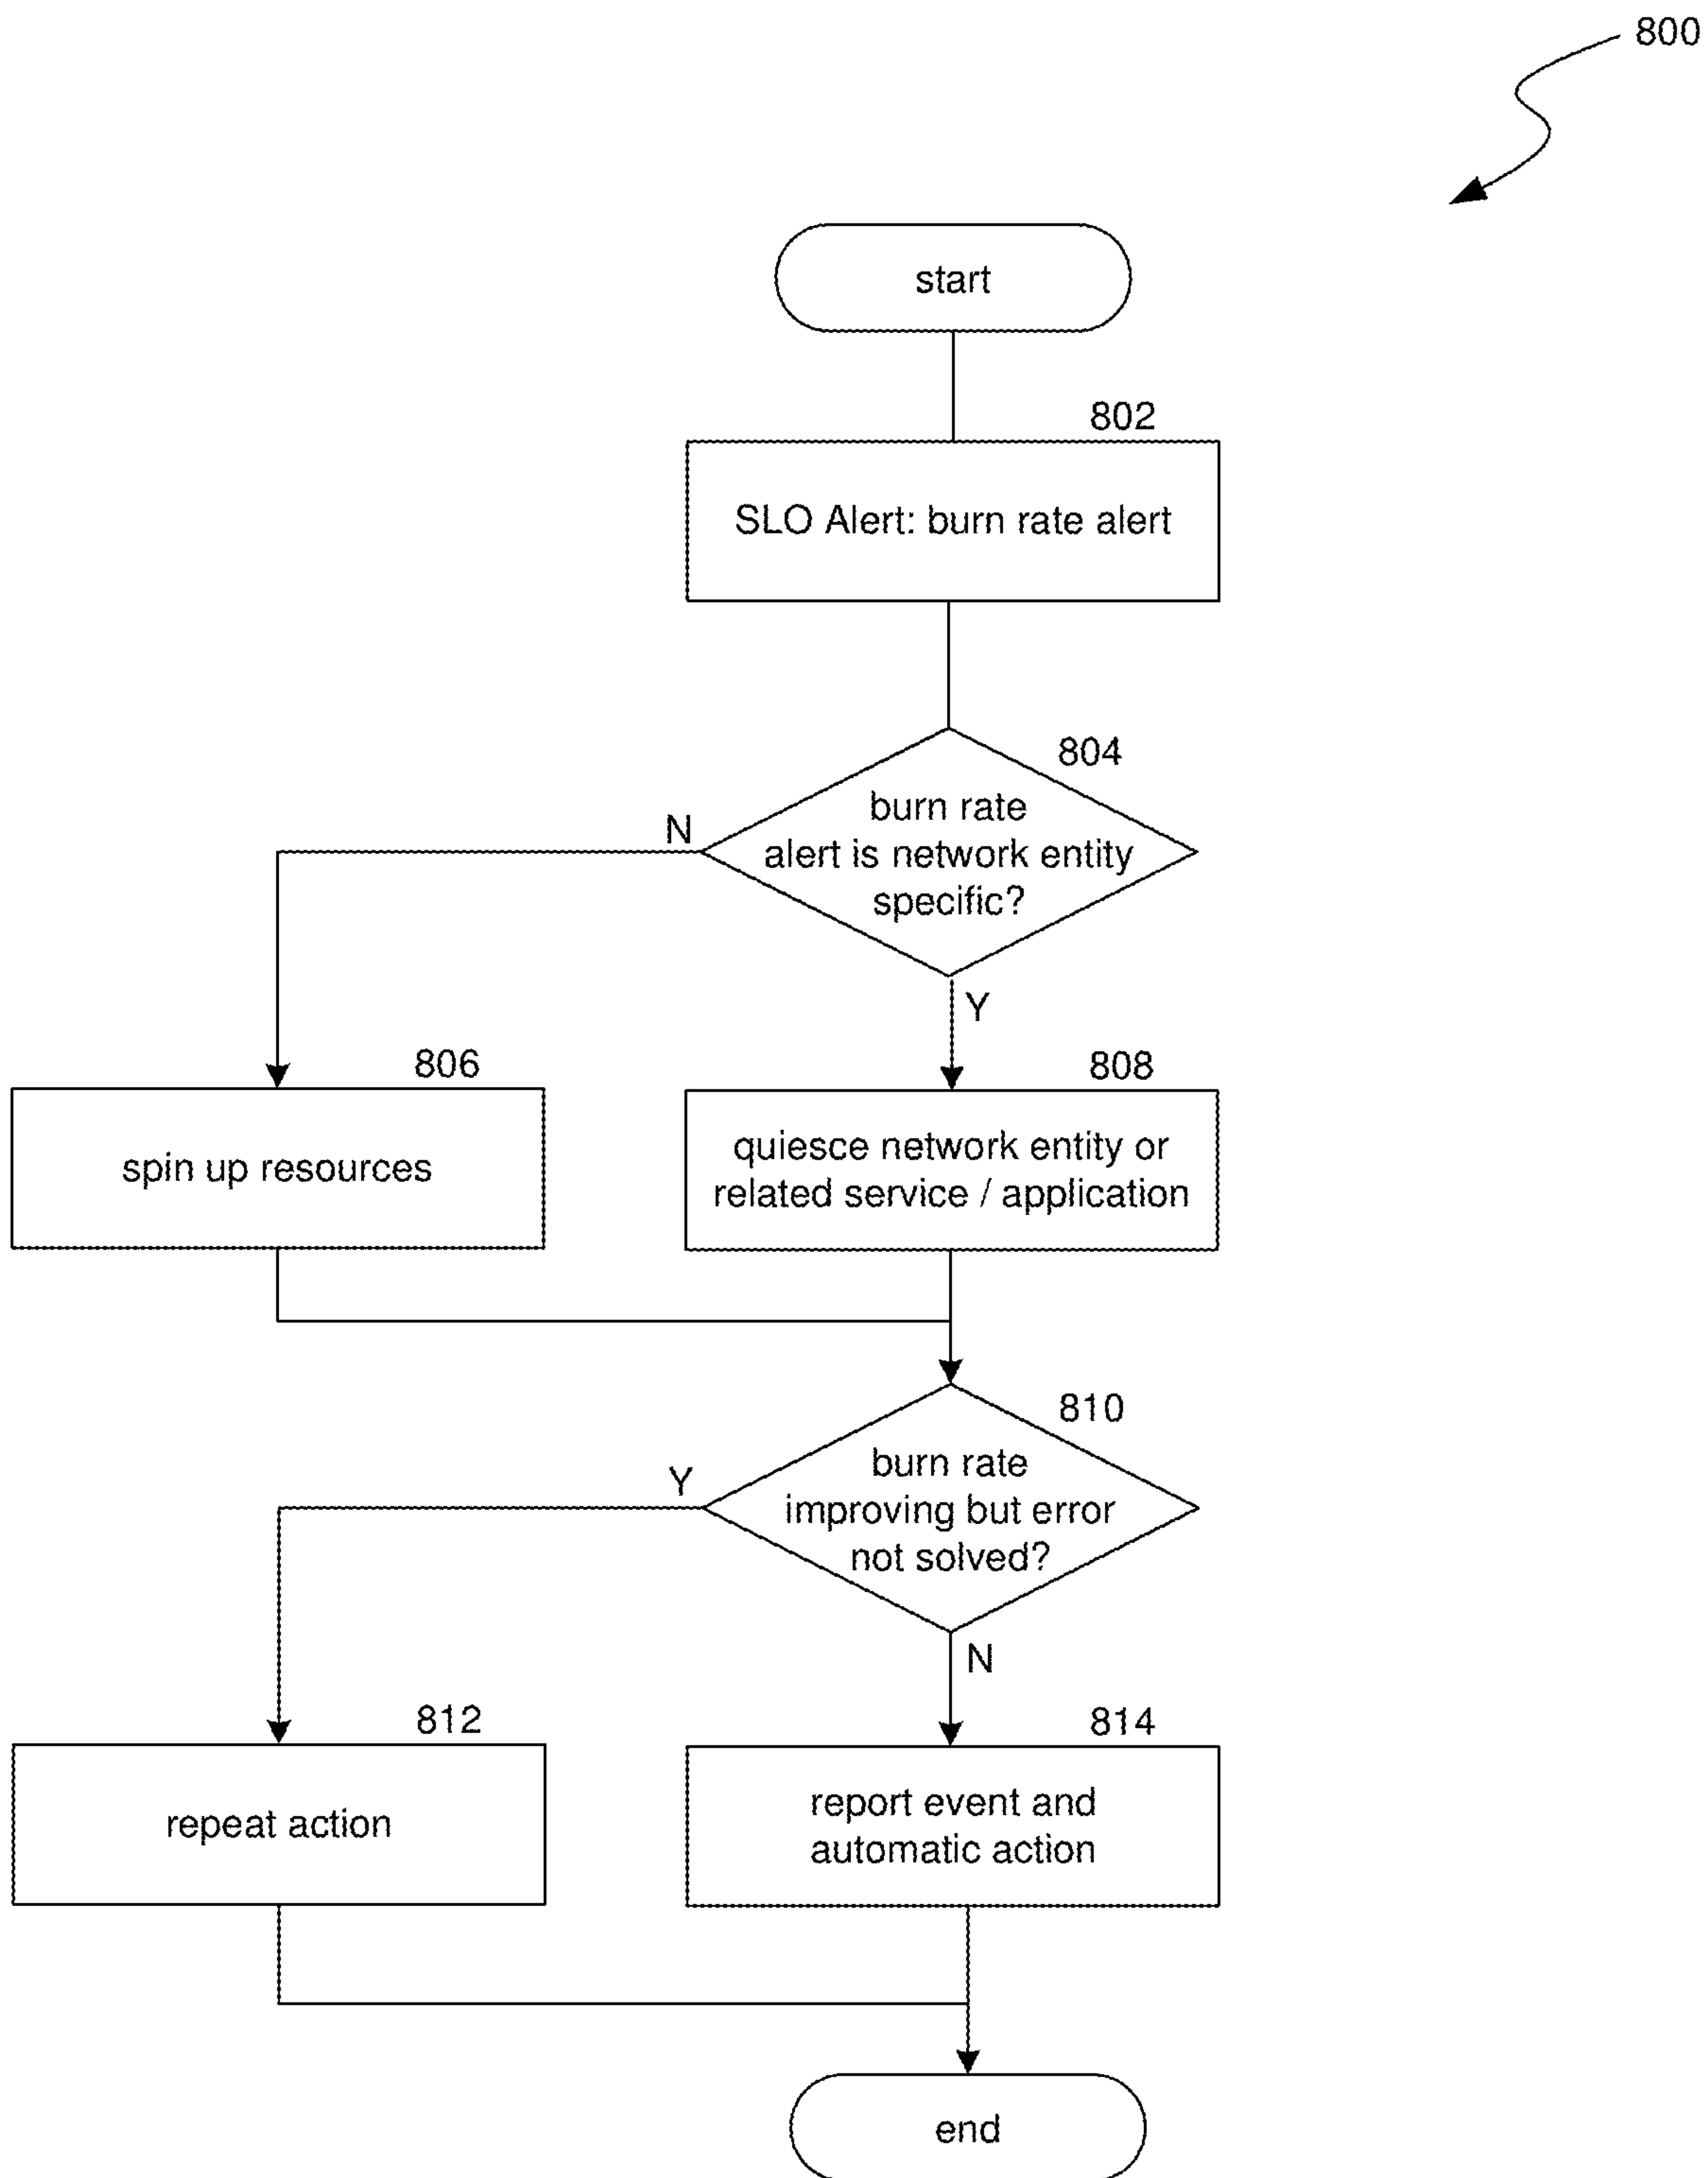 800
start
802
SLO Alert: burn rate alert
804
burn rate
alert is network entity
specific?
N
Y
806
spin up resources
808
quiesce network entity or
related service / application
810
burn rate
improving but error
not solved?
Y
N
812
repeat action
814
report event and
automatic action
end